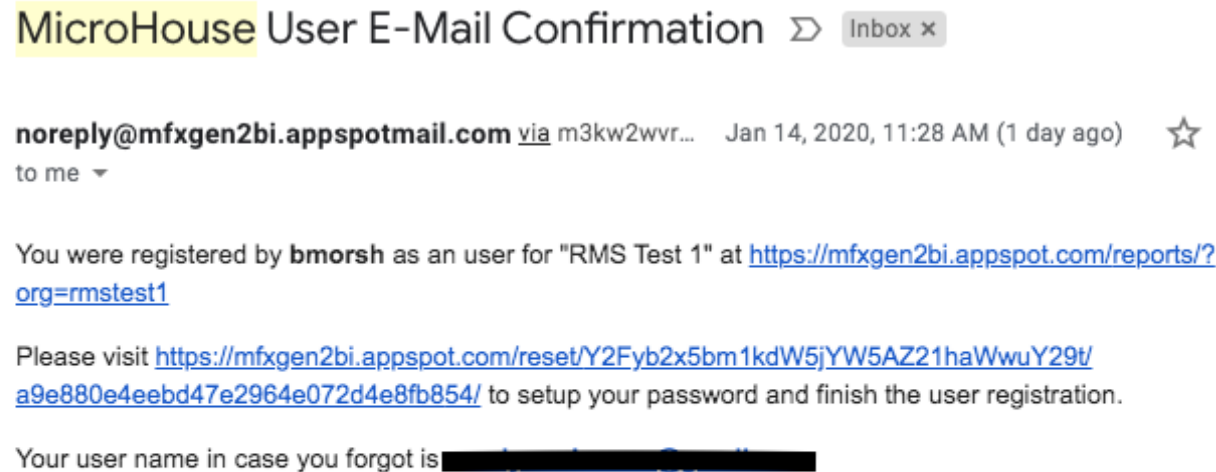 MicroHouse User E-Mail Confirmation Inbox x
noreply@mfxgen2bi.appspotmail.com via m3kw2wvr... Jan 14, 2020, 11:28 AM (1 day ago)
to me
You were registered by bmorsh as an user for "RMS Test 1" at https://mfxgen2bi.appspot.com/reports/?
org=rmstest1
Please visit https://mfxgen2bi.appspot.com/reset/Y2Fyb2x5bm1kdW5jYW5AZ21haWwuY29t/
a9e880e4eebd47e2964e072d4e8fb854/ to setup your password and finish the user registration.
Your user name in case you forgot is